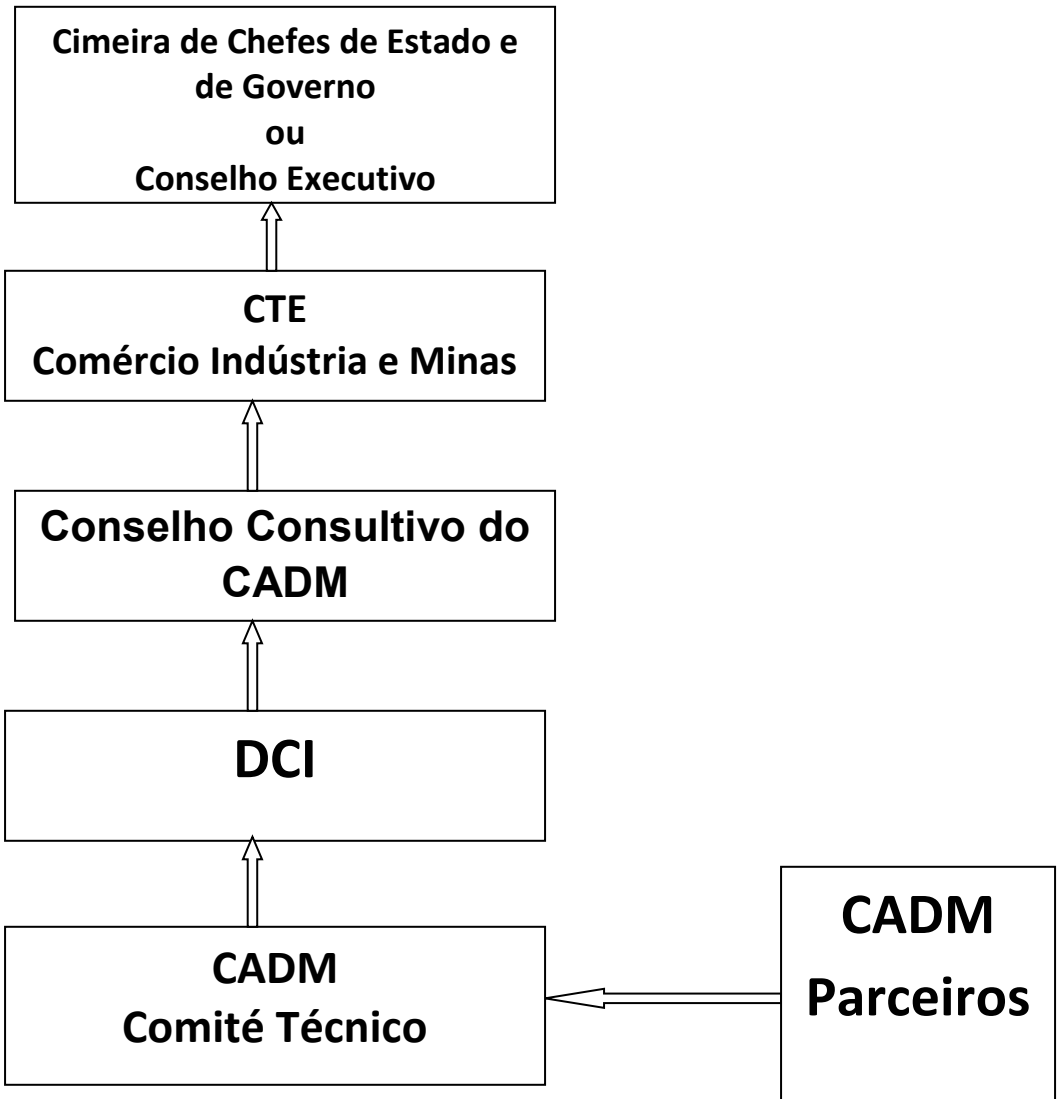 Cimeira de Chefes de Estado e
de Governo
ou
Conselho Executivo
CTE
Comércio Indústria e Minas
Conselho Consultivo do
CADM
DCI
CADM
Comité Técnico
CADM
Parceiros